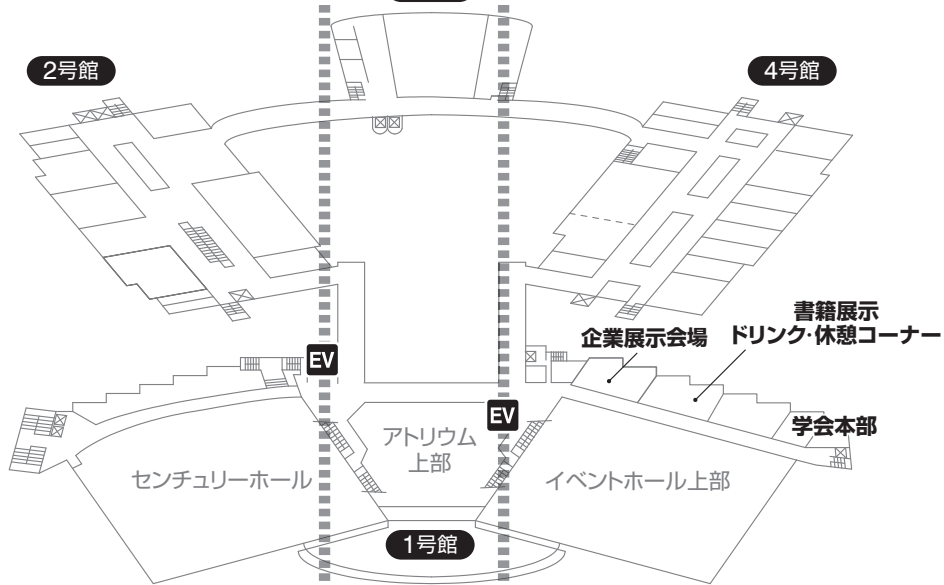 2号館
4号館
書籍展示
ドリンク・休憩コーナー
企業展示会場
EV
EV
学会本部
アトリウム
上部
センチュリーホール
イベントホール上部
1号館